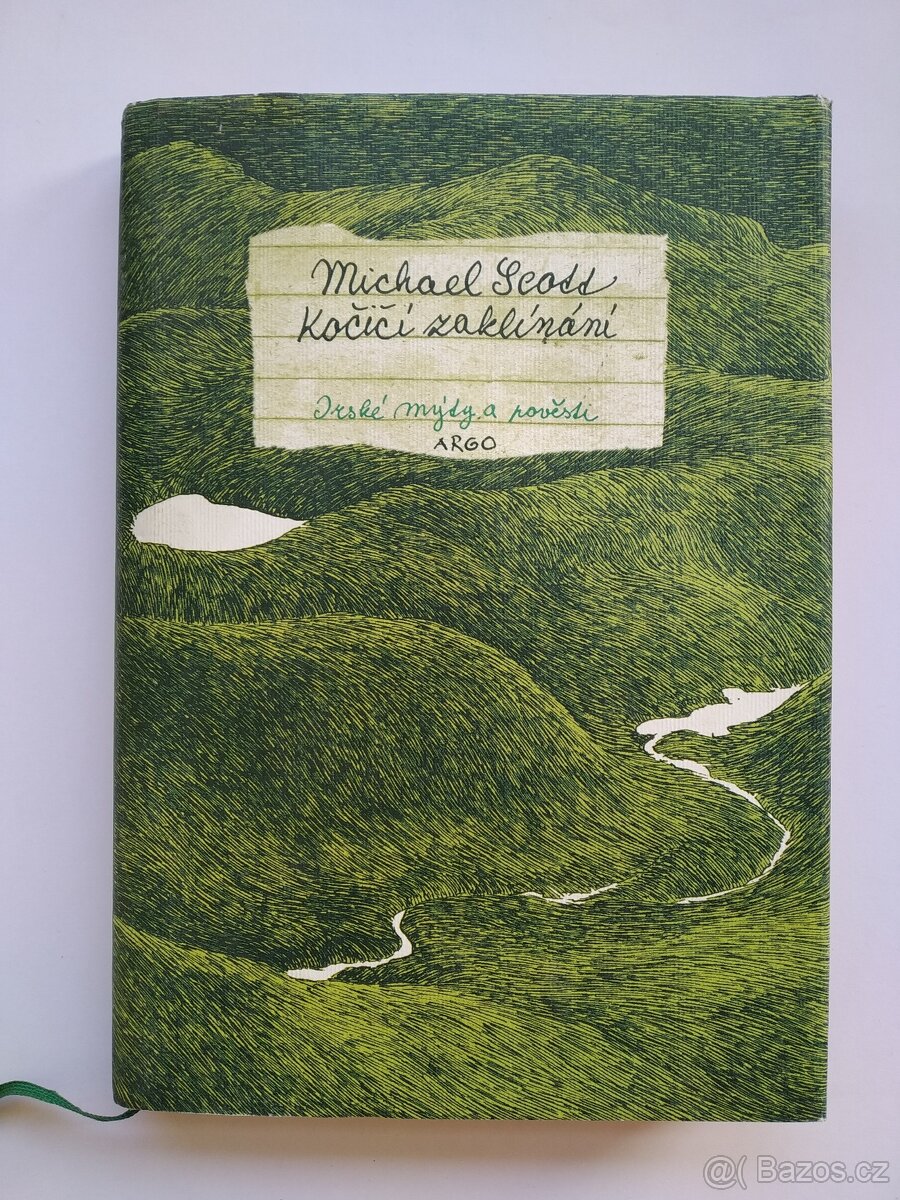 Michael Scott
Kočičí zaklínání
Irské mýty a pověsti
ARGO
@( Bazos.cz